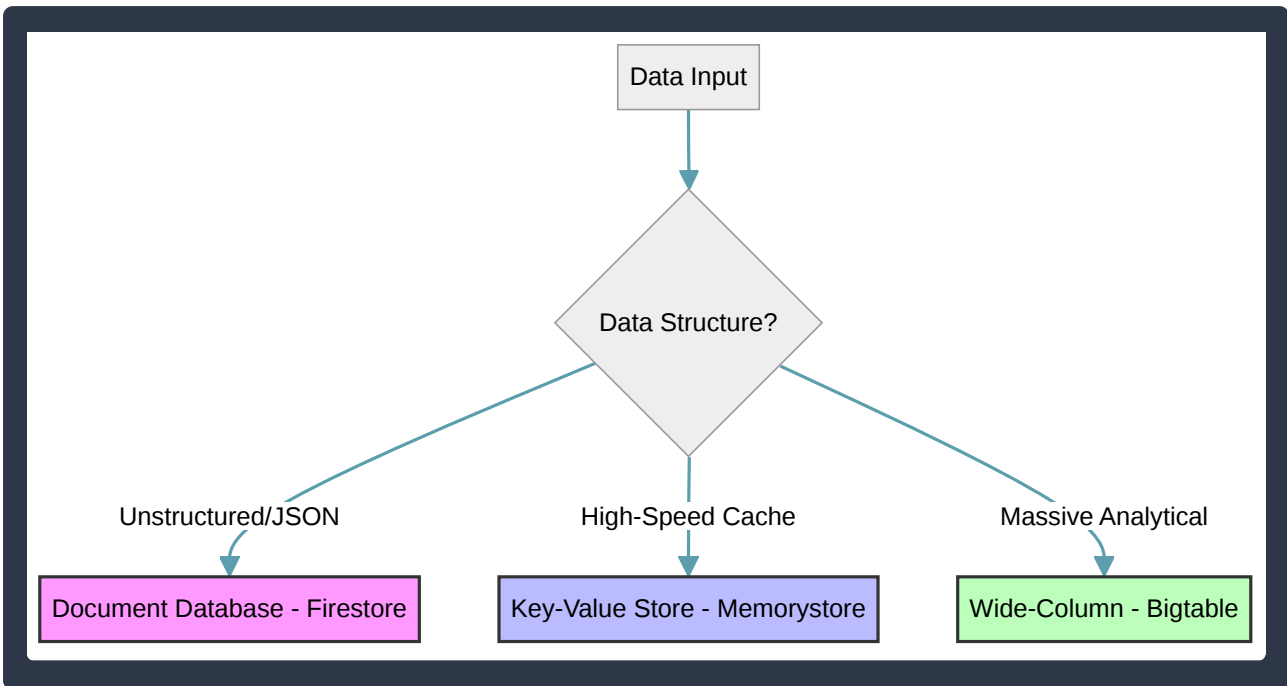 Data Input
Data Structure?
Unstructured/JSON
High-Speed Cache
Massive Analytical
Document Database - Firestore
Key-Value Store - Memorystore
Wide-Column - Bigtable